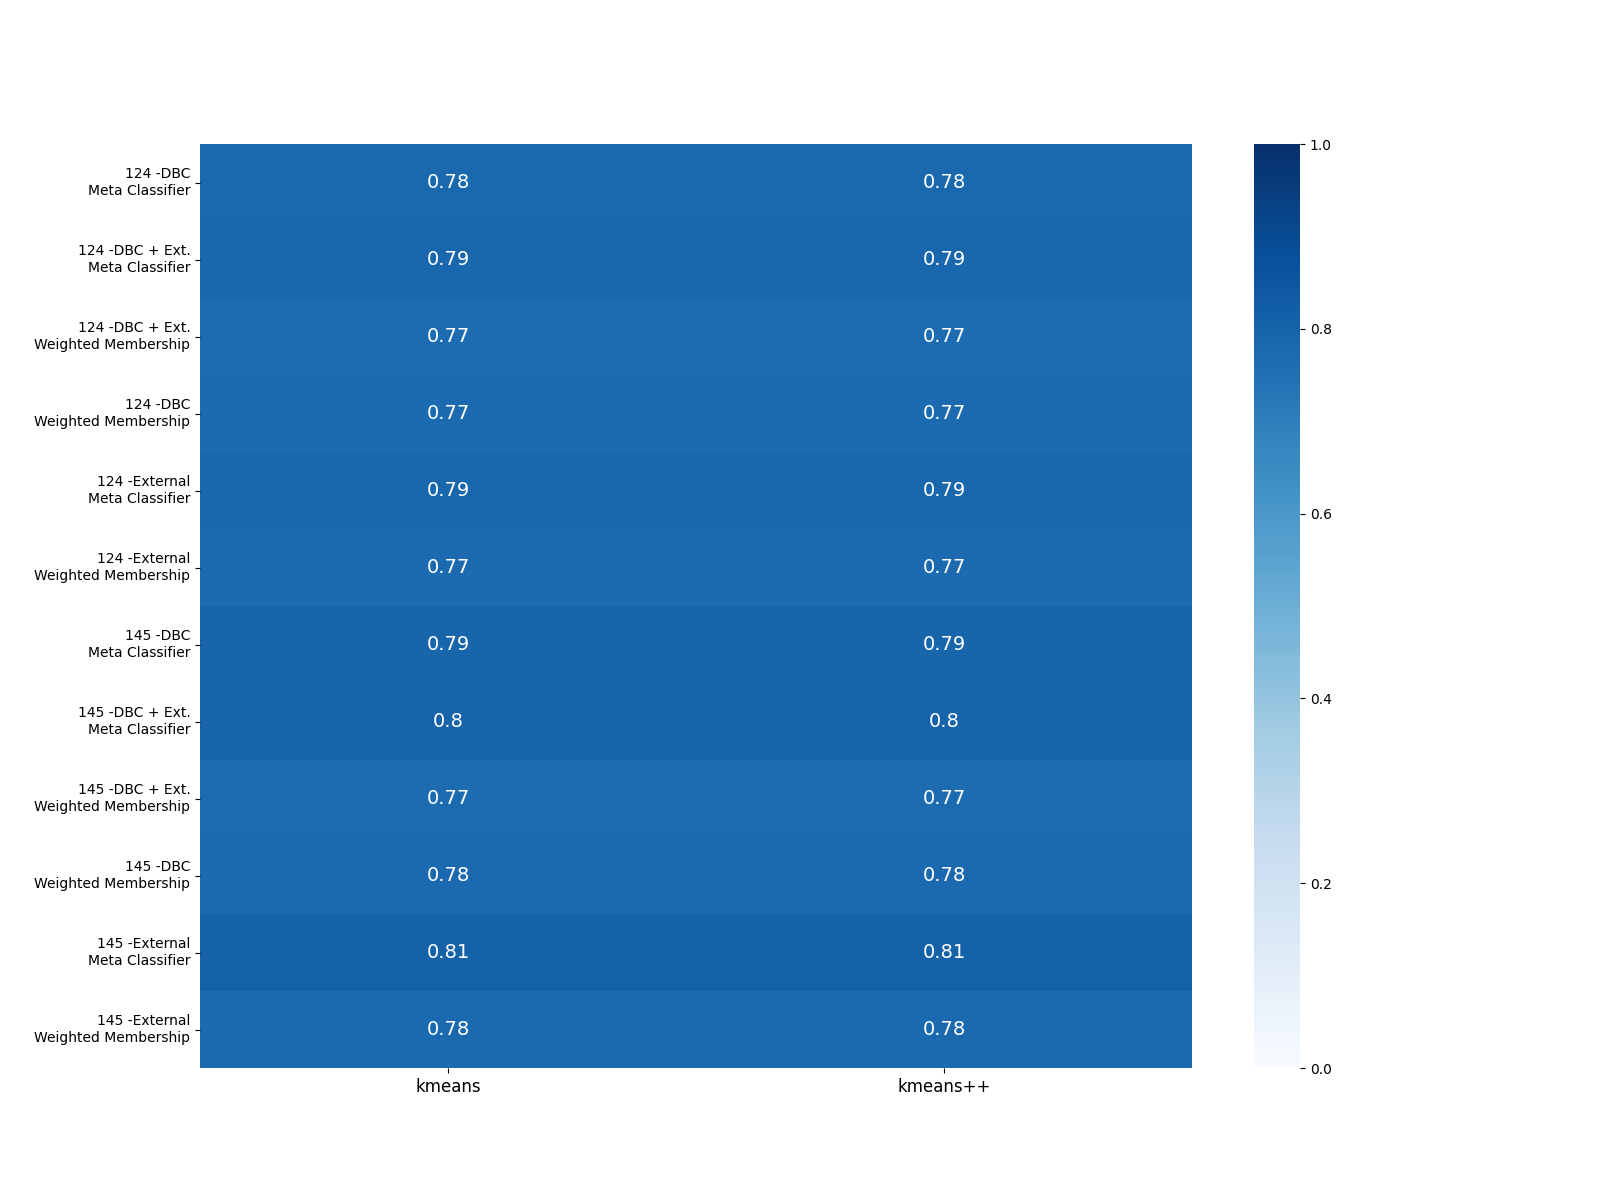 124 -DBC
Meta Classifier
0.78 0.78
124 -DBC + Ext.
Meta Classifier
0.79 0.79
124 -DBC + Ext.
Weighted Membership
0.77 0.77
124 -DBC
Weighted Membership
0.77 0.77
124 -External
Meta Classifier
0.79 0.79
124 -External
Weighted Membership
0.77 0.77
145 -DBC
Meta Classifier
0.79 0.79
145 -DBC + Ext.
Meta Classifier
0.8 0.8
145 -DBC + Ext.
Weighted Membership
0.77 0.77
145 -DBC
Weighted Membership
0.78 0.78
145 -External
Meta Classifier
0.81 0.81
145 -External
Weighted Membership
0.78 0.78
kmeans kmeans++
1.0
0.8
0.6
0.4
0.2
0.0